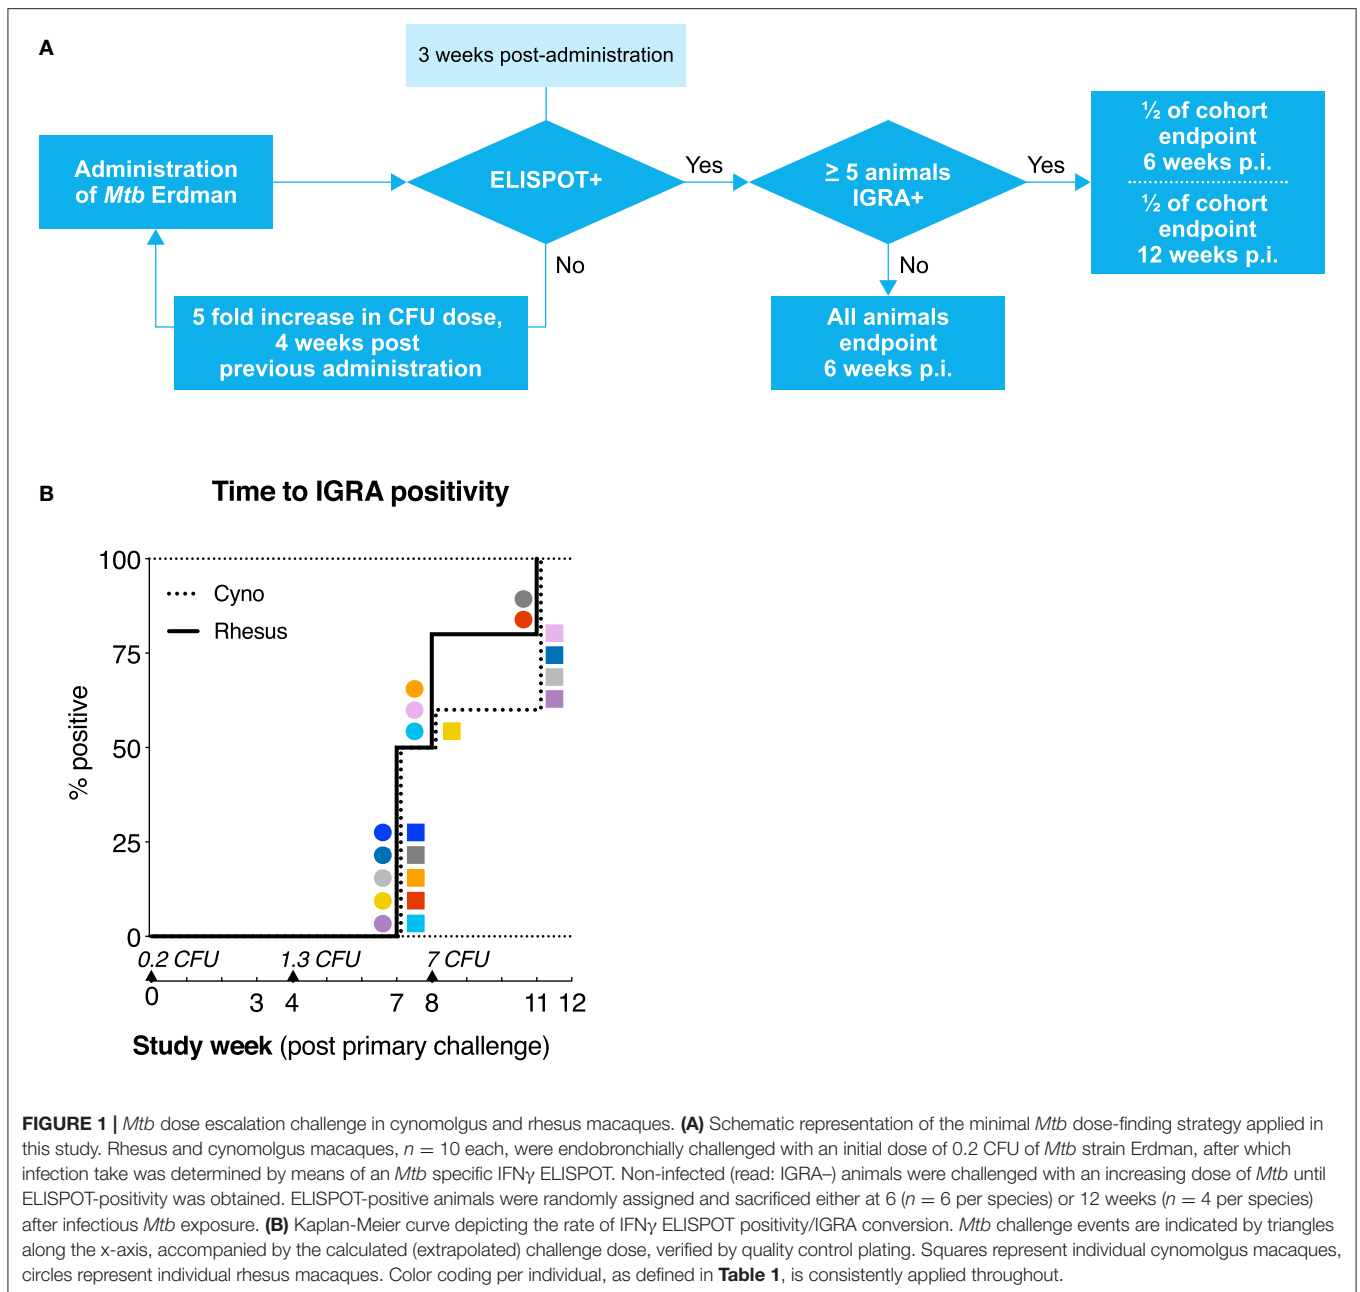 A
3 weeks post-administration
Administration
of Mtb Erdman
ELISPOT+
Yes
≥ 5 animals
IGRA+
Yes
½ of cohort
endpoint
6 weeks p.i.
½ of cohort
endpoint
12 weeks p.i.
No
No
5 fold increase in CFU dose,
4 weeks post
previous administration
All animals
endpoint
6 weeks p.i.
B
Time to IGRA positivity
100
75
50
25
0
% positive
Cyno
Rhesus
0.2 CFU
1.3 CFU
7 CFU
0 3 4 7 8 11 12
Study week (post primary challenge)
FIGURE 1 | Mtb dose escalation challenge in cynomolgus and rhesus macaques. (A) Schematic representation of the minimal Mtb dose-finding strategy applied in
this study. Rhesus and cynomolgus macaques, n = 10 each, were endobronchially challenged with an initial dose of 0.2 CFU of Mtb strain Erdman, after which
infection take was determined by means of an Mtb specific IFNγ ELISPOT. Non-infected (read: IGRA–) animals were challenged with an increasing dose of Mtb until
ELISPOT-positivity was obtained. ELISPOT-positive animals were randomly assigned and sacrificed either at 6 (n = 6 per species) or 12 weeks (n = 4 per species)
after infectious Mtb exposure. (B) Kaplan-Meier curve depicting the rate of IFNγ ELISPOT positivity/IGRA conversion. Mtb challenge events are indicated by triangles
along the x-axis, accompanied by the calculated (extrapolated) challenge dose, verified by quality control plating. Squares represent individual cynomolgus macaques,
circles represent individual rhesus macaques. Color coding per individual, as defined in Table 1, is consistently applied throughout.